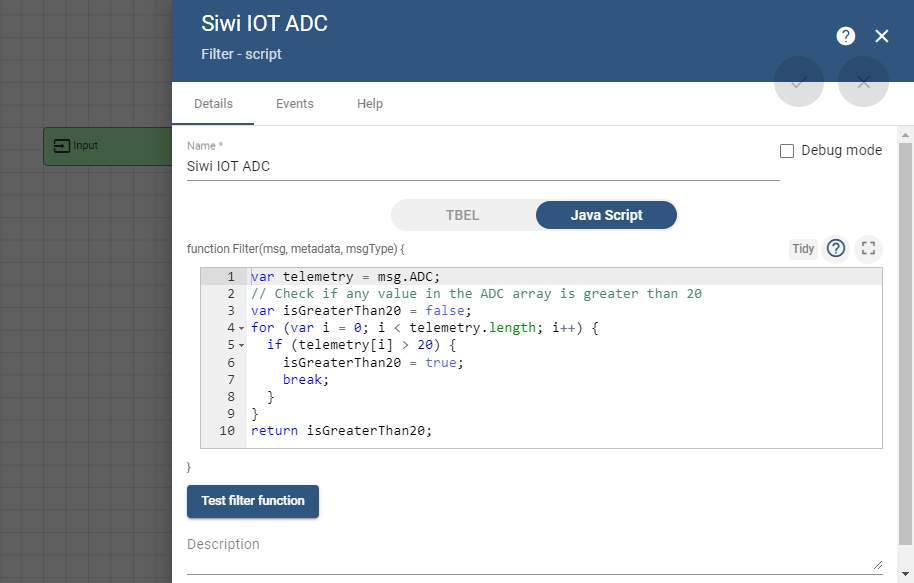 Siwi IOT ADC
Filter - script
Details Events Help
Input
Name *
Siwi IOT ADC
Debug mode
TBEL Java Script
function Filter(msg, metadata, msgType) {
Tidy
1 var telemetry = msg.ADC;
2 // Check if any value in the ADC array is greater than 20
3 var isGreaterThan20 = false;
4 for (var i = 0; i < telemetry.length; i++) {
5 if (telemetry[i] > 20) {
6 isGreaterThan20 = true;
7 break;
8 }
9 }
10 return isGreaterThan20;
}
Test filter function
Description